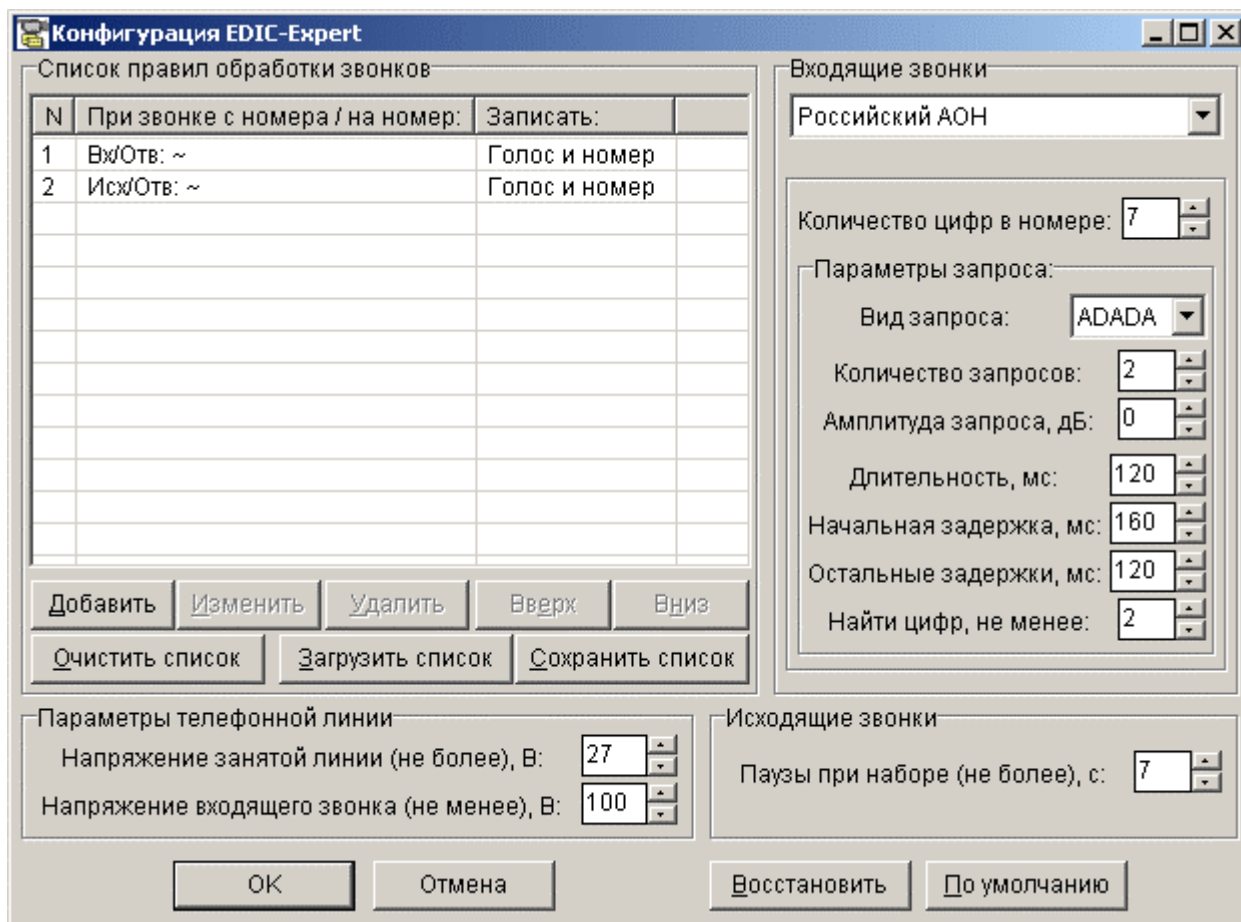 Конфигурация EDIC-Expert
Список правил обработки звонков
N При звонке с номера / на номер: Записать:
1 Вх/Отв: ~ Голос и номер
2 Исх/Отв: ~ Голос и номер
Добавить Изменить Удалить Вверх Вниз
Очистить список Загрузить список Сохранить список
Входящие звонки
Российский АОН
Количество цифр в номере: 7
Параметры запроса:
Вид запроса: ADADA
Количество запросов: 2
Амплитуда запроса, дБ: 0
Длительность, мс: 120
Начальная задержка, мс: 160
Остальные задержки, мс: 120
Найти цифр, не менее: 2
Параметры телефонной линии
Напряжение занятой линии (не более), В: 27
Напряжение входящего звонка (не менее), В: 100
Исходящие звонки
Паузы при наборе (не более), с: 7
OK Отмена Восстановить По умолчанию